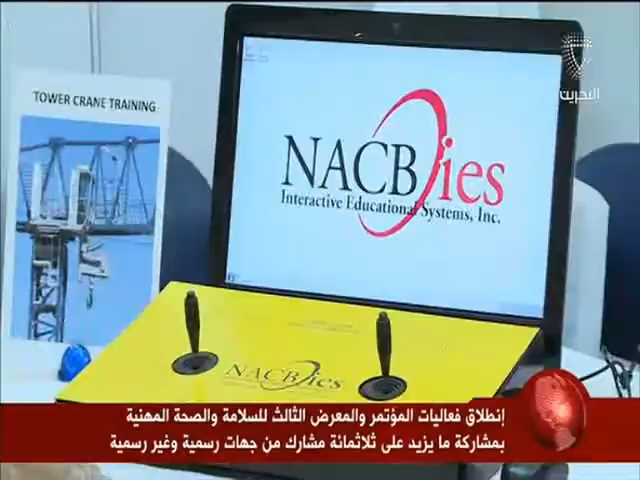 البحرين
TOWER CRANE TRAINING
NACB ies
Interactive Educational Systems, Inc.
NACB ies
إنطلاق فعاليات المؤتمر والمعرض الثالث للسلامة والصحة المهنية
بمشاركة ما يزيد على ثلاثمائة مشارك من جهات رسمية وغير رسمية